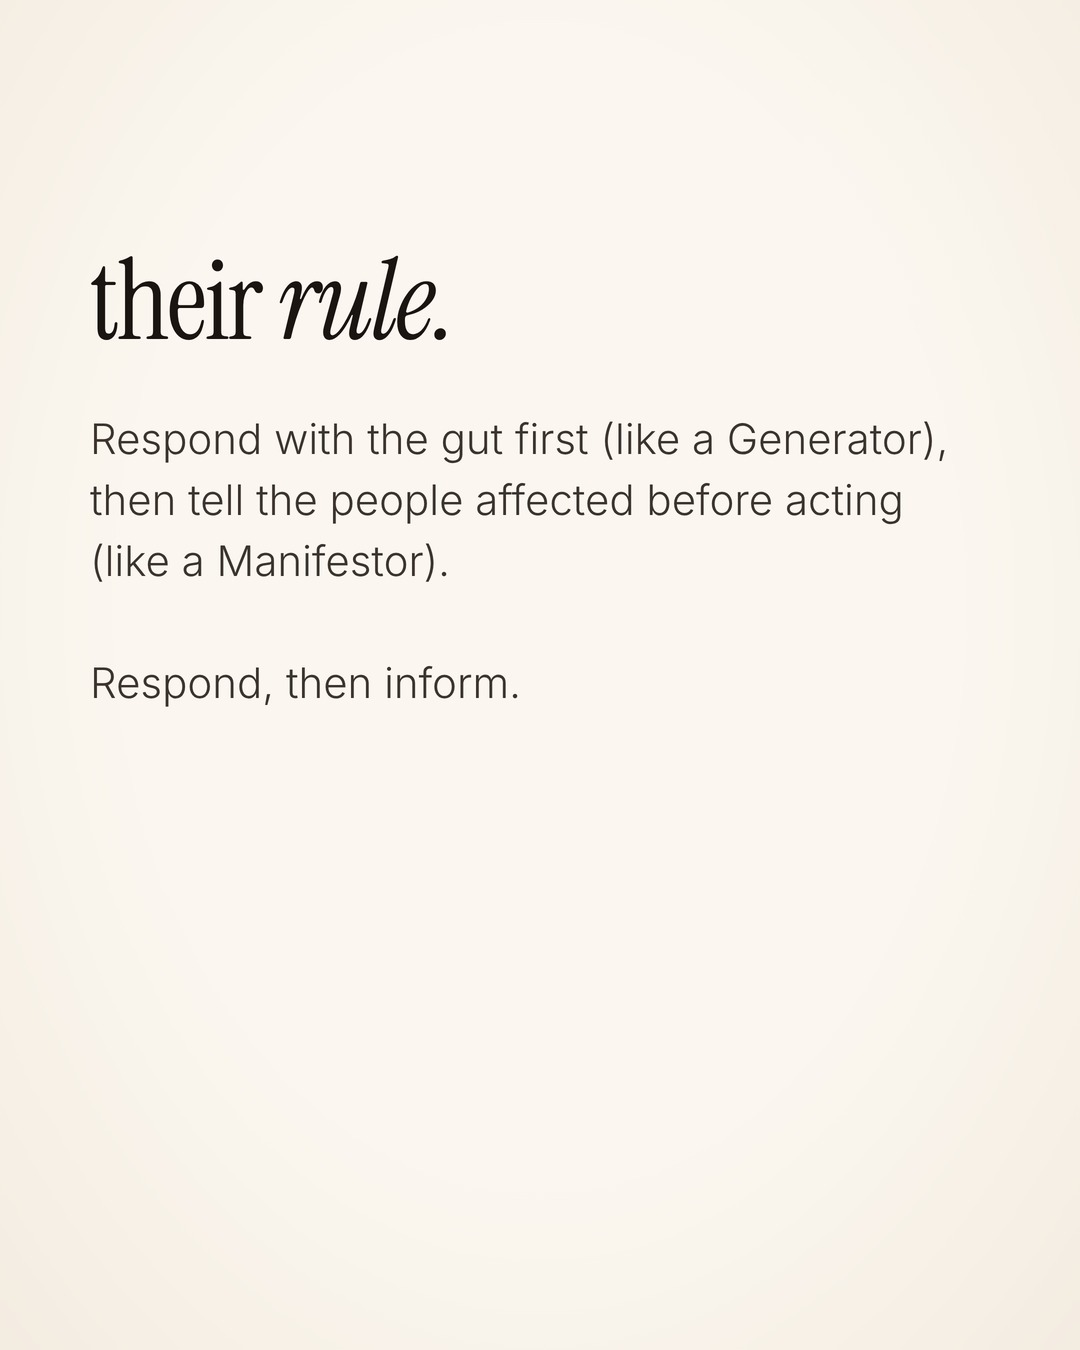 their rule.
Respond with the gut first (like a Generator),
then tell the people affected before acting
(like a Manifestor).
Respond, then inform.